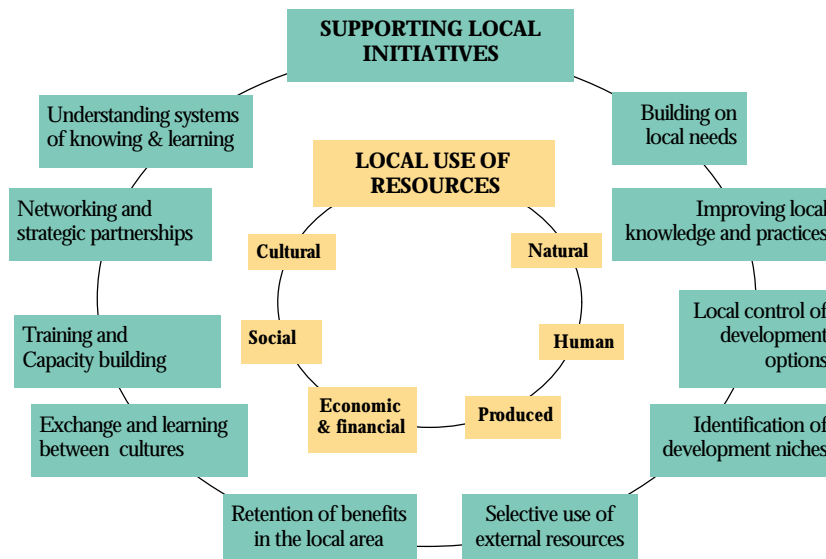 SUPPORTING LOCAL
INITIATIVES
Understanding systems
of knowing & learning
Building on
local needs
LOCAL USE OF
RESOURCES
Networking and
strategic partnerships
Improving local
knowledge and practices
Cultural
Natural
Local control of
development
options
Training and
Capacity building
Social
Human
Economic
& financial
Produced
Exchange and learning
between cultures
Identification of
development niches
Retention of benefits
in the local area
Selective use of
external resources